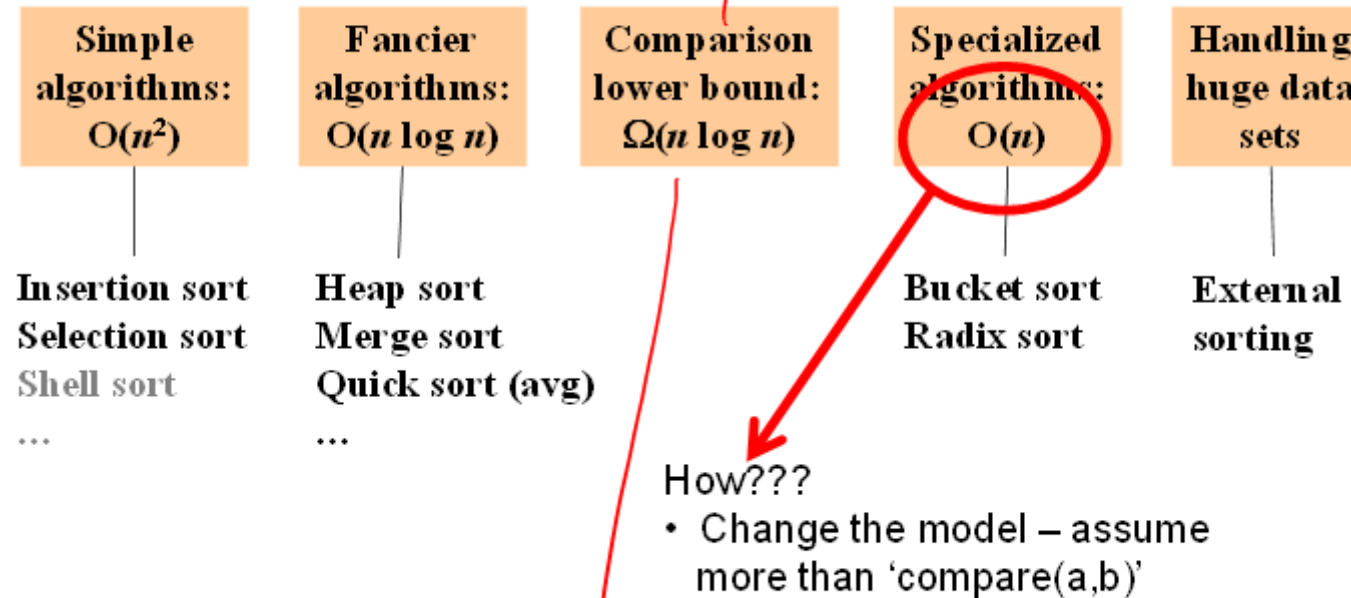 Simple
algorithms:
O(n²)
Fancier
algorithms:
O(n log n)
Comparison
lower bound:
Ω(n log n)
Specialized
algorithms:
O(n)
Handling
huge data
sets
Insertion sort
Selection sort
Shell sort
...
Heap sort
Merge sort
Quick sort (avg)
...
Bucket sort
Radix sort
External
sorting
How???
• Change the model – assume
more than ‘compare(a,b)’